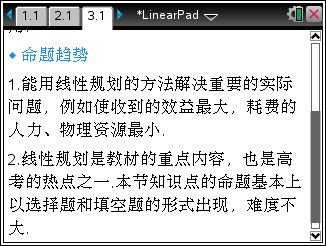 1.1 2.1 3.1 *LinearPad
命题趋势
1.能用线性规划的方法解决重要的实际
问题，例如使收到的效益最大，耗费的
人力、物理资源最小.
2.线性规划是教材的重点内容，也是高
考的热点之一.本节知识点的命题基本上
以选择题和填空题的形式出现，难度不
大.